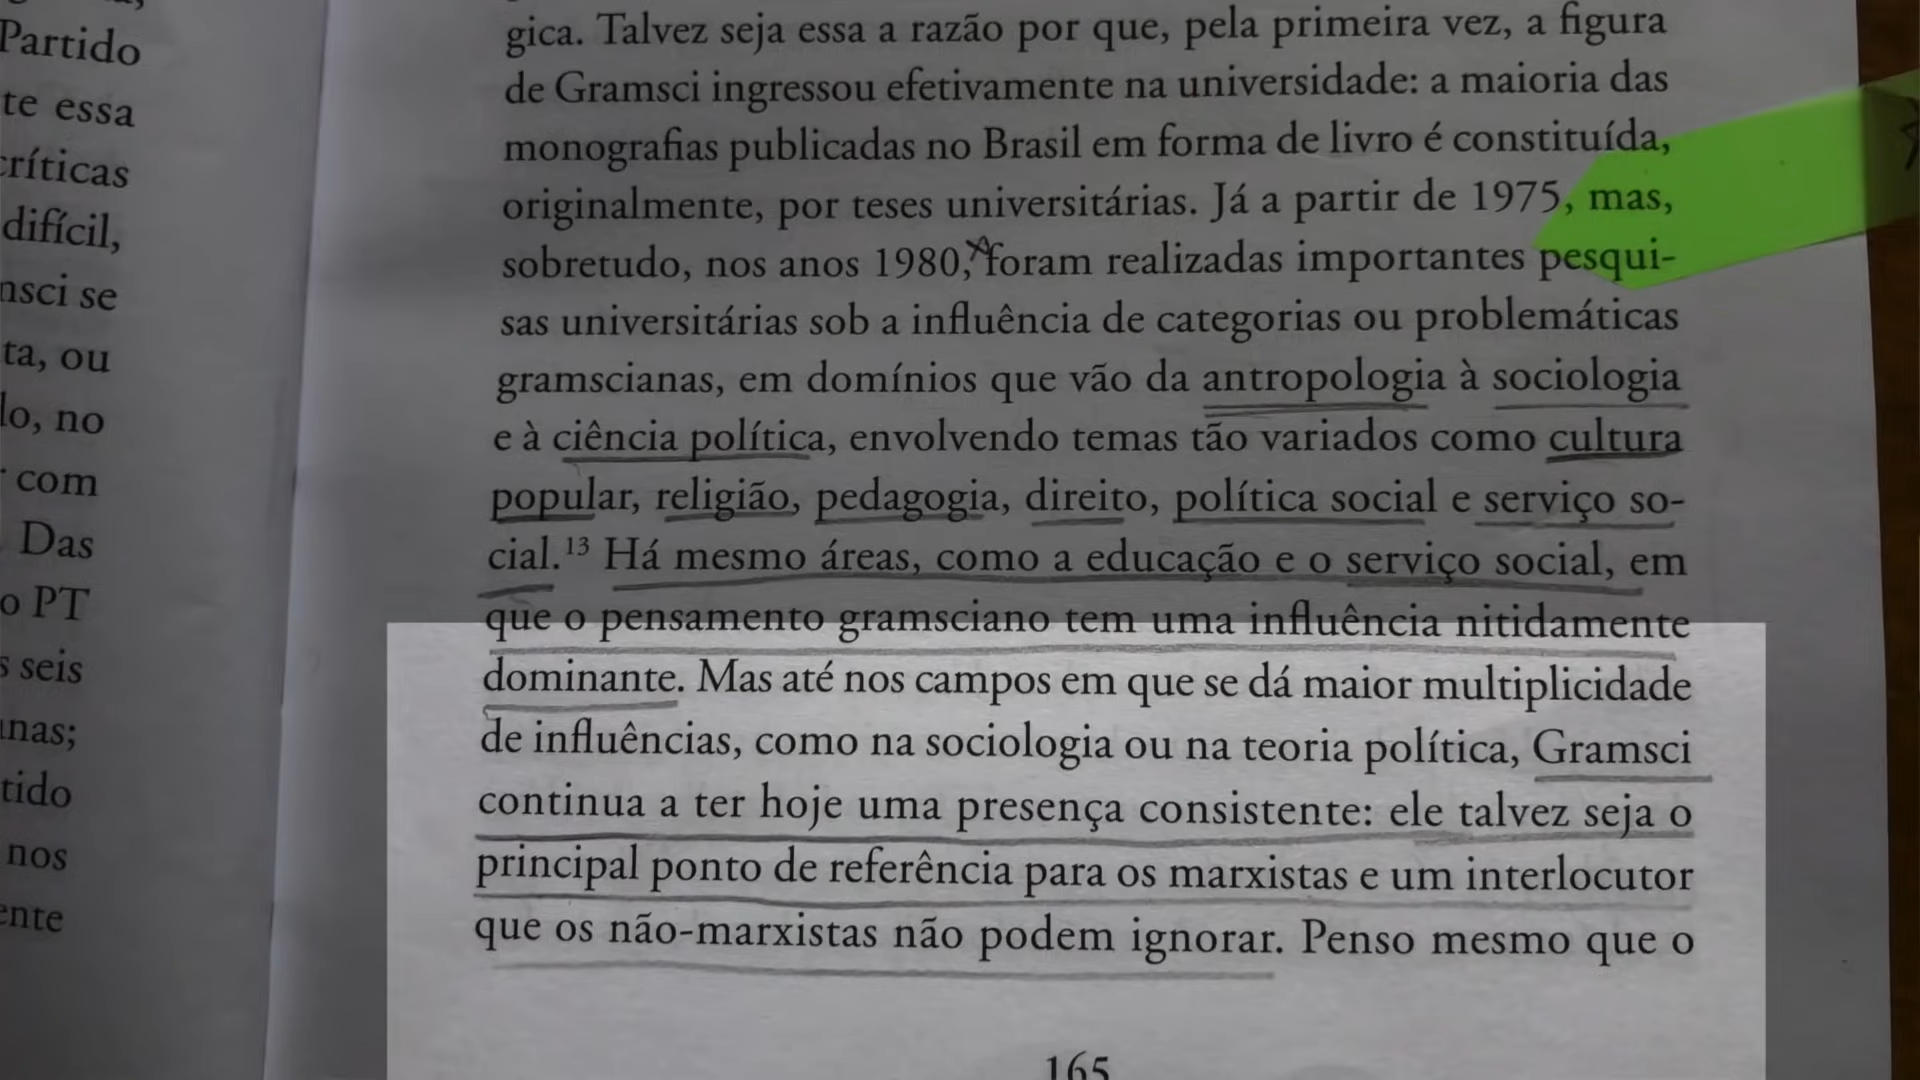 Partido
te essa
críticas
difícil,
nsci se
ta, ou
lo, no
com
Das
o PT
s seis
nas;
tido
nos
ente
gica. Talvez seja essa a razão por que, pela primeira vez, a figura
de Gramsci ingressou efetivamente na universidade: a maioria das
monografias publicadas no Brasil em forma de livro é constituída,
originalmente, por teses universitárias. Já a partir de 1975, mas,
sobretudo, nos anos 1980, foram realizadas importantes pesqui-
sas universitárias sob a influência de categorias ou problemáticas
gramscianas, em domínios que vão da antropologia à sociologia
e à ciência política, envolvendo temas tão variados como cultura
popular, religião, pedagogia, direito, política social e serviço so-
cial.¹³ Há mesmo áreas, como a educação e o serviço social, em
que o pensamento gramsciano tem uma influência nitidamente
dominante. Mas até nos campos em que se dá maior multiplicidade
de influências, como na sociologia ou na teoria política, Gramsci
continua a ter hoje uma presença consistente: ele talvez seja o
principal ponto de referência para os marxistas e um interlocutor
que os não-marxistas não podem ignorar. Penso mesmo que o
165